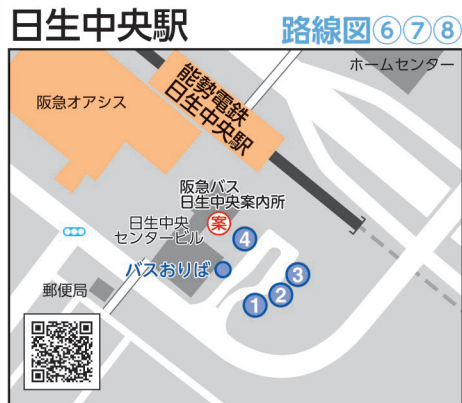 日生中央駅
路線図⑥⑦⑧
ホームセンター
阪急オアシス
能勢電鉄
日生中央駅
阪急バス
日生中央案内所
案
日生中央
センタービル
4
バスおりば
3
2
1
郵便局